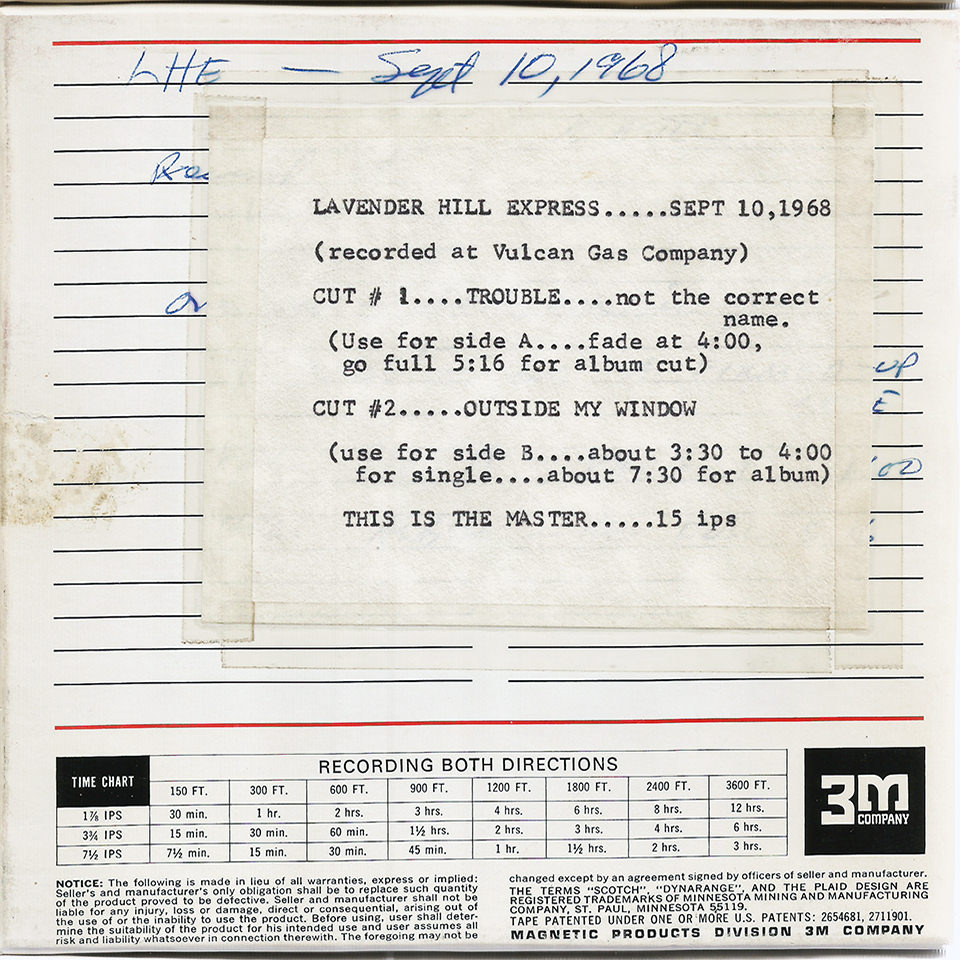 LHE — Sept 10, 1968
LAVENDER HILL EXPRESS.....SEPT 10,1968
(recorded at Vulcan Gas Company)
CUT # 1....TROUBLE....not the correct
name.
(Use for side A....fade at 4:00,
go full 5:16 for album cut)
CUT #2.....OUTSIDE MY WINDOW
(use for side B....about 3:30 to 4:00
for single....about 7:30 for album)
THIS IS THE MASTER.....15 ips
UP
E
TIME CHART
RECORDING BOTH DIRECTIONS
150 FT. 300 FT. 600 FT. 900 FT. 1200 FT. 1800 FT. 2400 FT. 3600 FT.
1⅞ IPS 30 min. 1 hr. 2 hrs. 3 hrs. 4 hrs. 6 hrs. 8 hrs. 12 hrs.
3¾ IPS 15 min. 30 min. 60 min. 1½ hrs. 2 hrs. 3 hrs. 4 hrs. 6 hrs.
7½ IPS 7½ min. 15 min. 30 min. 45 min. 1 hr. 1½ hrs. 2 hrs. 3 hrs.
3M
COMPANY
NOTICE: The following is made in lieu of all warranties, express or implied:
Seller's and manufacturer's only obligation shall be to replace such quantity
of the product proved to be defective. Seller and manufacturer shall not be
liable for any injury, loss or damage, direct or consequential, arising out of
the use of or the inability to use the product. Before using, user shall deter-
mine the suitability of the product for his intended use and user assumes all
risk and liability whatsoever in connection therewith. The foregoing may not be
changed except by an agreement signed by officers of seller and manufacturer.
THE TERMS "SCOTCH", "DYNARANGE", AND THE PLAID DESIGN ARE
REGISTERED TRADEMARKS OF MINNESOTA MINING AND MANUFACTURING
COMPANY, ST. PAUL, MINNESOTA 55119.
TAPE PATENTED UNDER ONE OR MORE U.S. PATENTS: 2654681, 2711901.
MAGNETIC PRODUCTS DIVISION 3M COMPANY